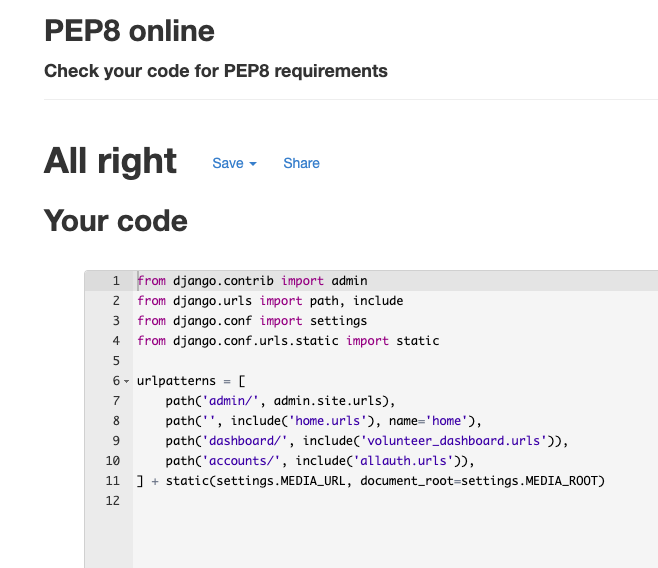 PEP8 online
Check your code for PEP8 requirements
All right Save Share
Your code
1 from django.contrib import admin
2 from django.urls import path, include
3 from django.conf import settings
4 from django.conf.urls.static import static
5
6 urlpatterns = [
7     path('admin/', admin.site.urls),
8     path('', include('home.urls'), name='home'),
9     path('dashboard/', include('volunteer_dashboard.urls')),
10     path('accounts/', include('allauth.urls')),
11 ] + static(settings.MEDIA_URL, document_root=settings.MEDIA_ROOT)
12